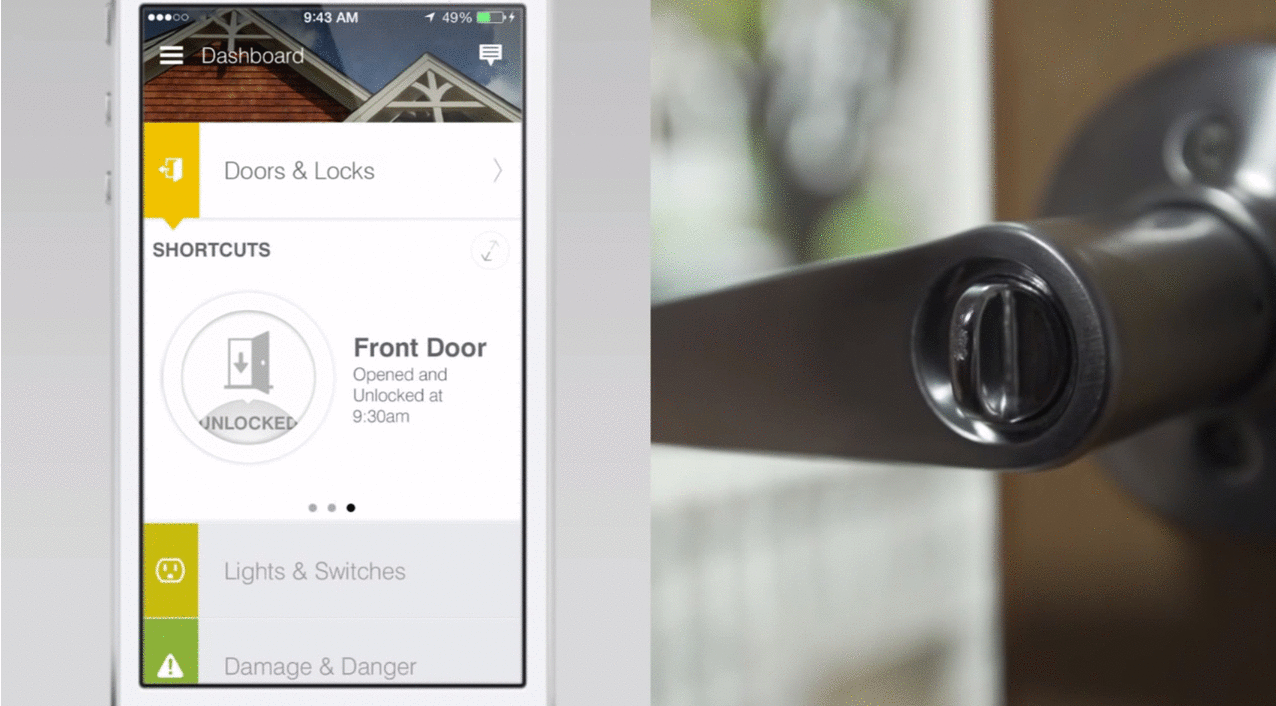 9:43 AM
49%
Dashboard
Doors & Locks
SHORTCUTS
UNLOCKED
Front Door
Opened and
Unlocked at
9:30am
Lights & Switches
Damage & Danger